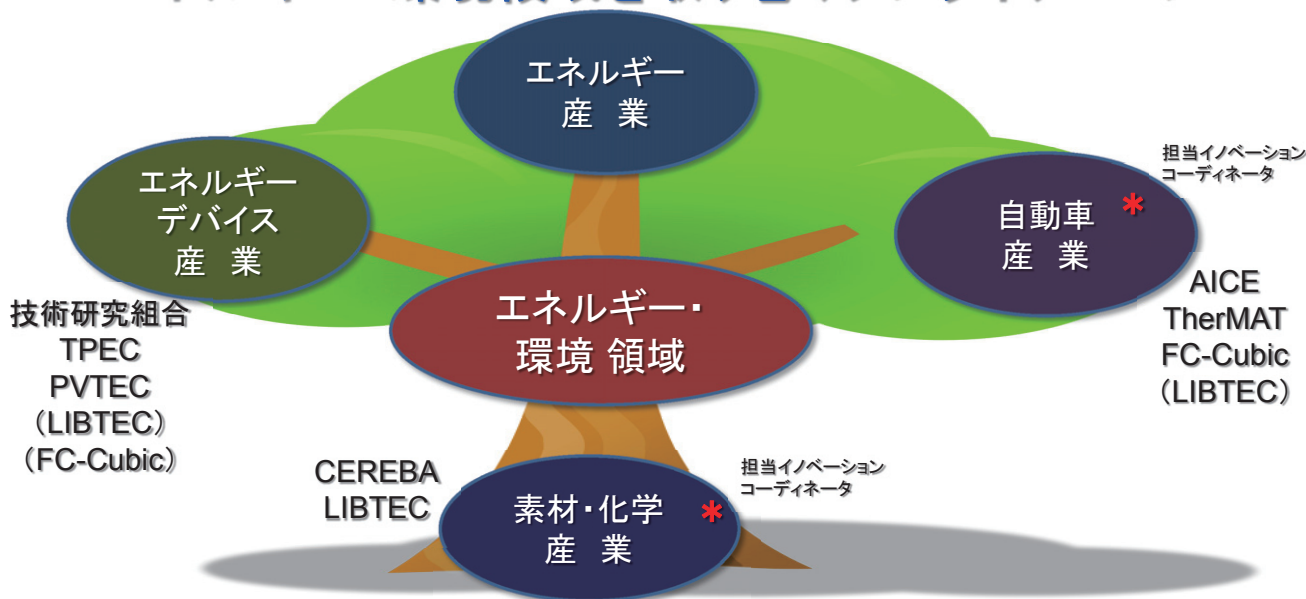 エネルギー
産 業
エネルギー
デバイス
産 業
担当イノベーション
コーディネータ
自動車 *
産 業
エネルギー・
環境 領域
技術研究組合
TPEC
PVTEC
(LIBTEC)
(FC-Cubic)
AICE
TherMAT
FC-Cubic
(LIBTEC)
CEREBA
LIBTEC
担当イノベーション
コーディネータ
素材・化学 *
産 業